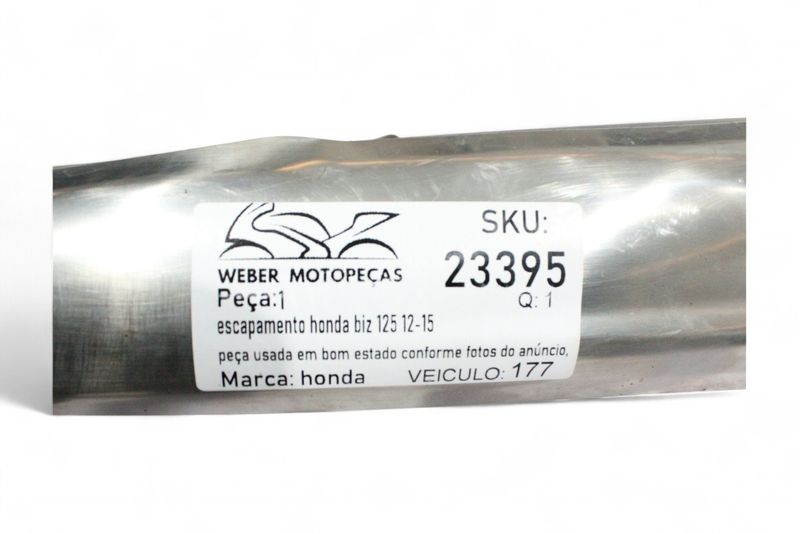 WEBER MOTOPEÇAS
SKU:
23395
Peça:1
Q: 1
escapamento honda biz 125 12-15
peça usada em bom estado conforme fotos do anúncio,
Marca: honda VEICULO: 177